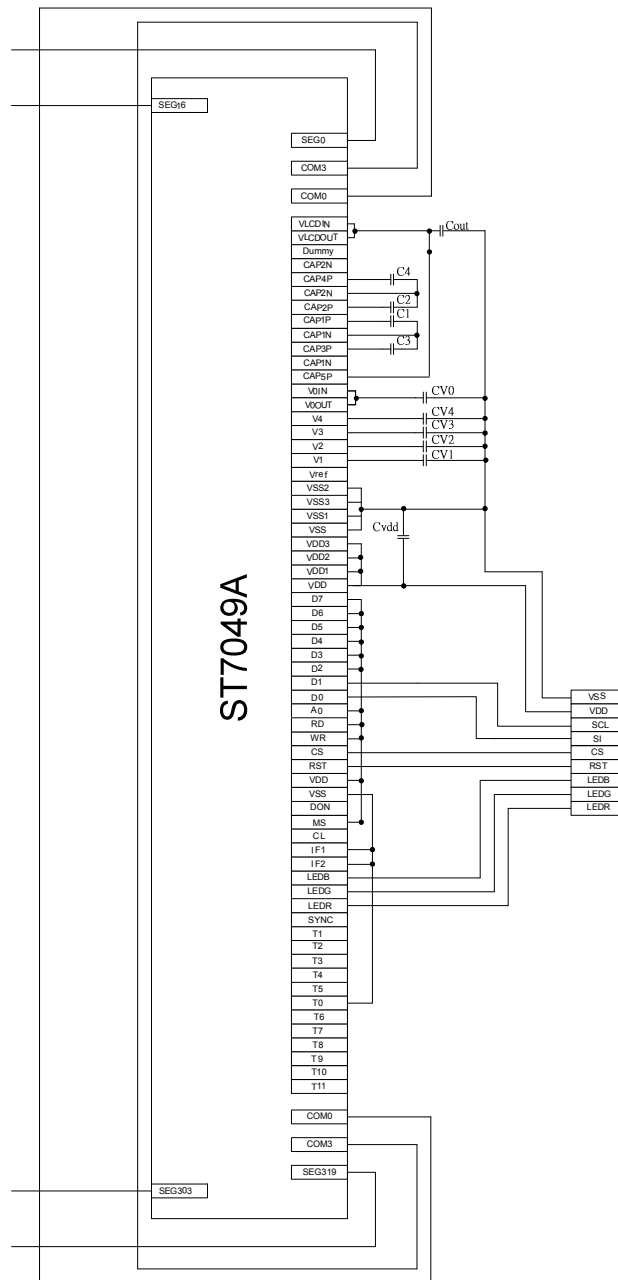 SEG16
SEG0
COM3
COM0
VLCDIN
VLCDOUT
Cout
Dummy
CAP2N
CAP4P
C4
CAP2N
CAP2P
C2
CAP1P
C1
CAP1N
CAP3P
C3
CAP1N
CAP5P
V0IN
CV0
V0OUT
V4
CV4
V3
CV3
V2
CV2
V1
CV1
Vref
VSS2
VSS3
VSS1
VSS
Cvdd
VDD3
VDD2
VDD1
VDD
D7
D6
D5
D4
D3
D2
D1
D0
A0
RD
WR
CS
RST
VDD
VSS
DON
MS
CL
IF1
IF2
LEDB
LEDG
LEDR
SYNC
T1
T2
T3
T4
T5
T0
T6
T7
T8
T9
T10
T11
COM0
COM3
SEG319
SEG303
ST7049A
VSS
VDD
SCL
SI
CS
RST
LEDB
LEDG
LEDR